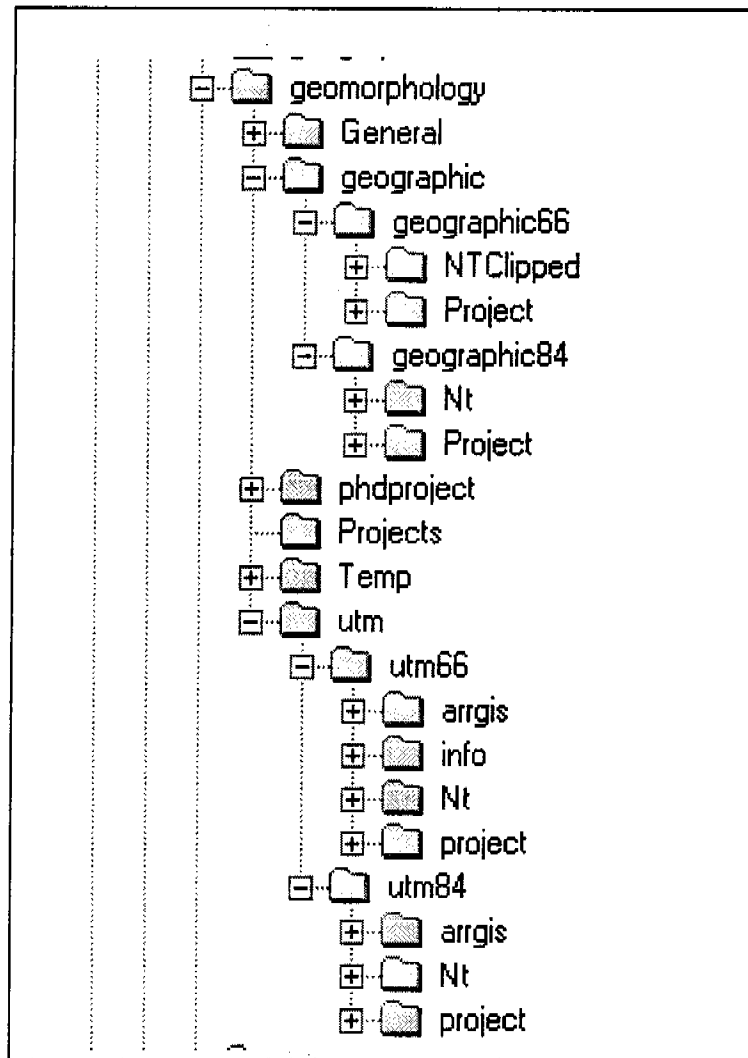 geomorphology
General
geographic
geographic66
NTClipped
Project
geographic84
Nt
Project
phdproject
Projects
Temp
utm
utm66
arrgis
info
Nt
project
utm84
arrgis
Nt
project